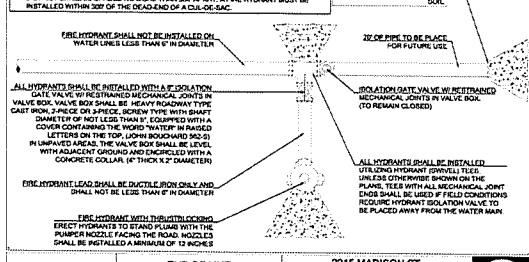 INSTALLED WITHIN 300' OF THE DEAD-END OF A CUL-DE-SAC.
SOIL
FIRE HYDRANT SHALL NOT BE INSTALLED ON
WATER LINES LESS THAN 6" IN DIAMETER
20' OF PIPE TO BE PLACE
FOR FUTURE USE
ALL HYDRANTS SHALL BE INSTALLED WITH A 6" ISOLATION
GATE VALVE W/ RESTRAINED MECHANICAL JOINTS IN
VALVE BOX. VALVE BOX SHALL BE HEAVY ROADWAY TYPE
CAST IRON, 2-PIECE OR 3-PIECE, SCREW TYPE WITH SHAFT
DIAMETER OF NOT LESS THAN 5", EQUIPPED WITH A
COVER CONTAINING THE WORD "WATER" IN RAISED
LETTERS ON THE TOP, (JOHN BOUCHARD 562-S)
IN UNPAVED AREAS, THE VALVE BOX SHALL BE LEVEL
WITH ADJACENT GROUND AND ENCIRCLED WITH A
CONCRETE COLLAR. (6" THICK X 2" DIAMETER)
ISOLATION GATE VALVE W/ RESTRAINED
MECHANICAL JOINTS IN VALVE BOX.
(TO REMAIN CLOSED)
ALL HYDRANTS SHALL BE INSTALLED
UTILIZING HYDRANT (SWIVEL) TEES
UNLESS OTHERWISE SHOWN ON THE
PLANS, TEES WITH ALL MECHANICAL JOINT
ENDS SHALL BE USED IF FIELD CONDITIONS
REQUIRE HYDRANT ISOLATION VALVE TO
BE PLACED AWAY FROM THE WATER MAIN.
FIRE HYDRANT LEAD SHALL BE DUCTILE IRON ONLY AND
SHALL NOT BE LESS THAN 6" IN DIAMETER
FIRE HYDRANT WITH THRUSTBLOCKING
ERECT HYDRANTS TO STAND PLUMB WITH THE
PUMPER NOZZLE FACING THE ROAD. NOZZLES
SHALL BE INSTALLED A MINIMUM OF 12 INCHES